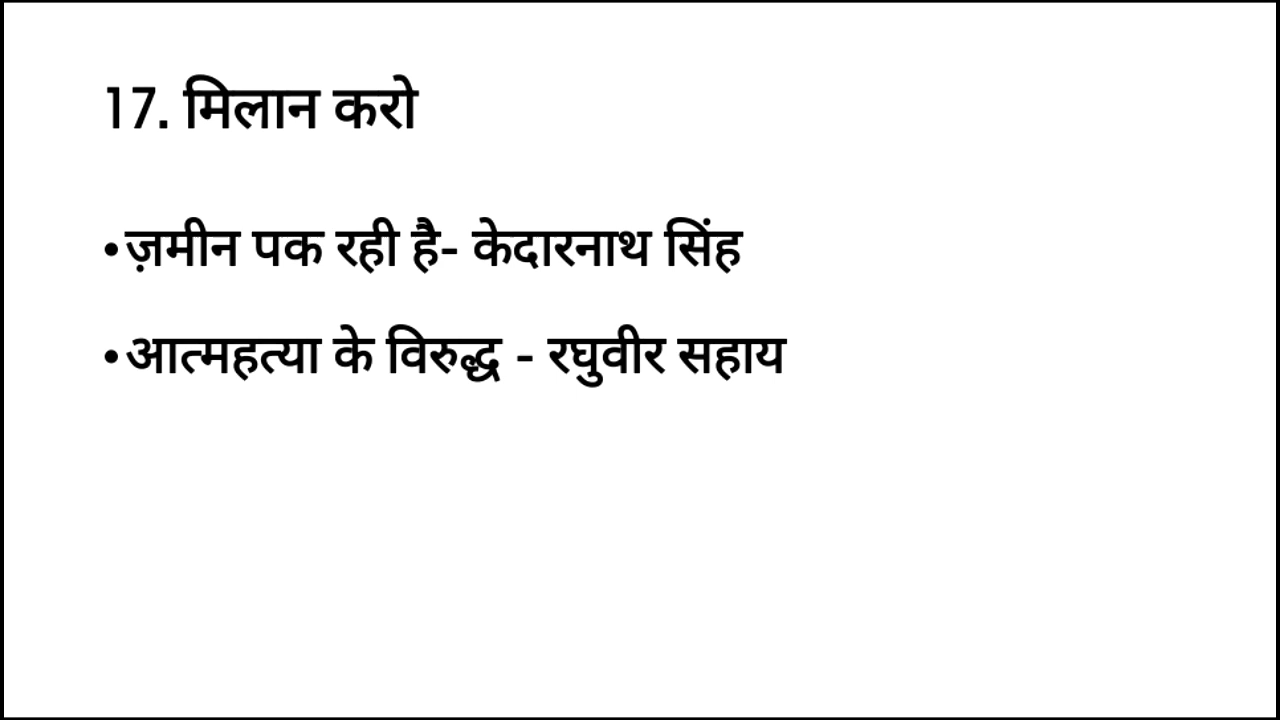 17. मिलान करो
•ज़मीन पक रही है- केदारनाथ सिंह
•आत्महत्या के विरुद्ध - रघुवीर सहाय